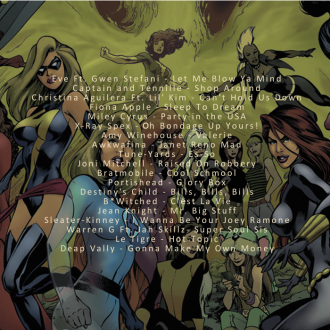 Eve Ft. Gwen Stefani - Let Me Blow Ya Mind
Captain and Tennille - Shop Around
Christina Aguilera Ft. Lil' Kim - Can't Hold Us Down
Fiona Apple - Sleep To Dream
Miley Cyrus - Party in the USA
X-Ray Spex - Oh Bondage Up Yours!
Amy Winehouse - Valerie
Awkwafina - Janet Reno Mad
Tune-Yards - Es-So
Joni Mitchell - Raised On Robbery
Bratmobile - Cool Schmool
Portishead - Glory Box
Destiny's Child - Bills, Bills, Bills
B*Witched - C'est La Vie
Jean Knight - Mr. Big Stuff
Sleater-Kinney - I Wanna Be Your Joey Ramone
Warren G Ft. Jah Skillz- Super Soul Sis
Le Tigre - Hot Topic
Deap Vally - Gonna Make My Own Money